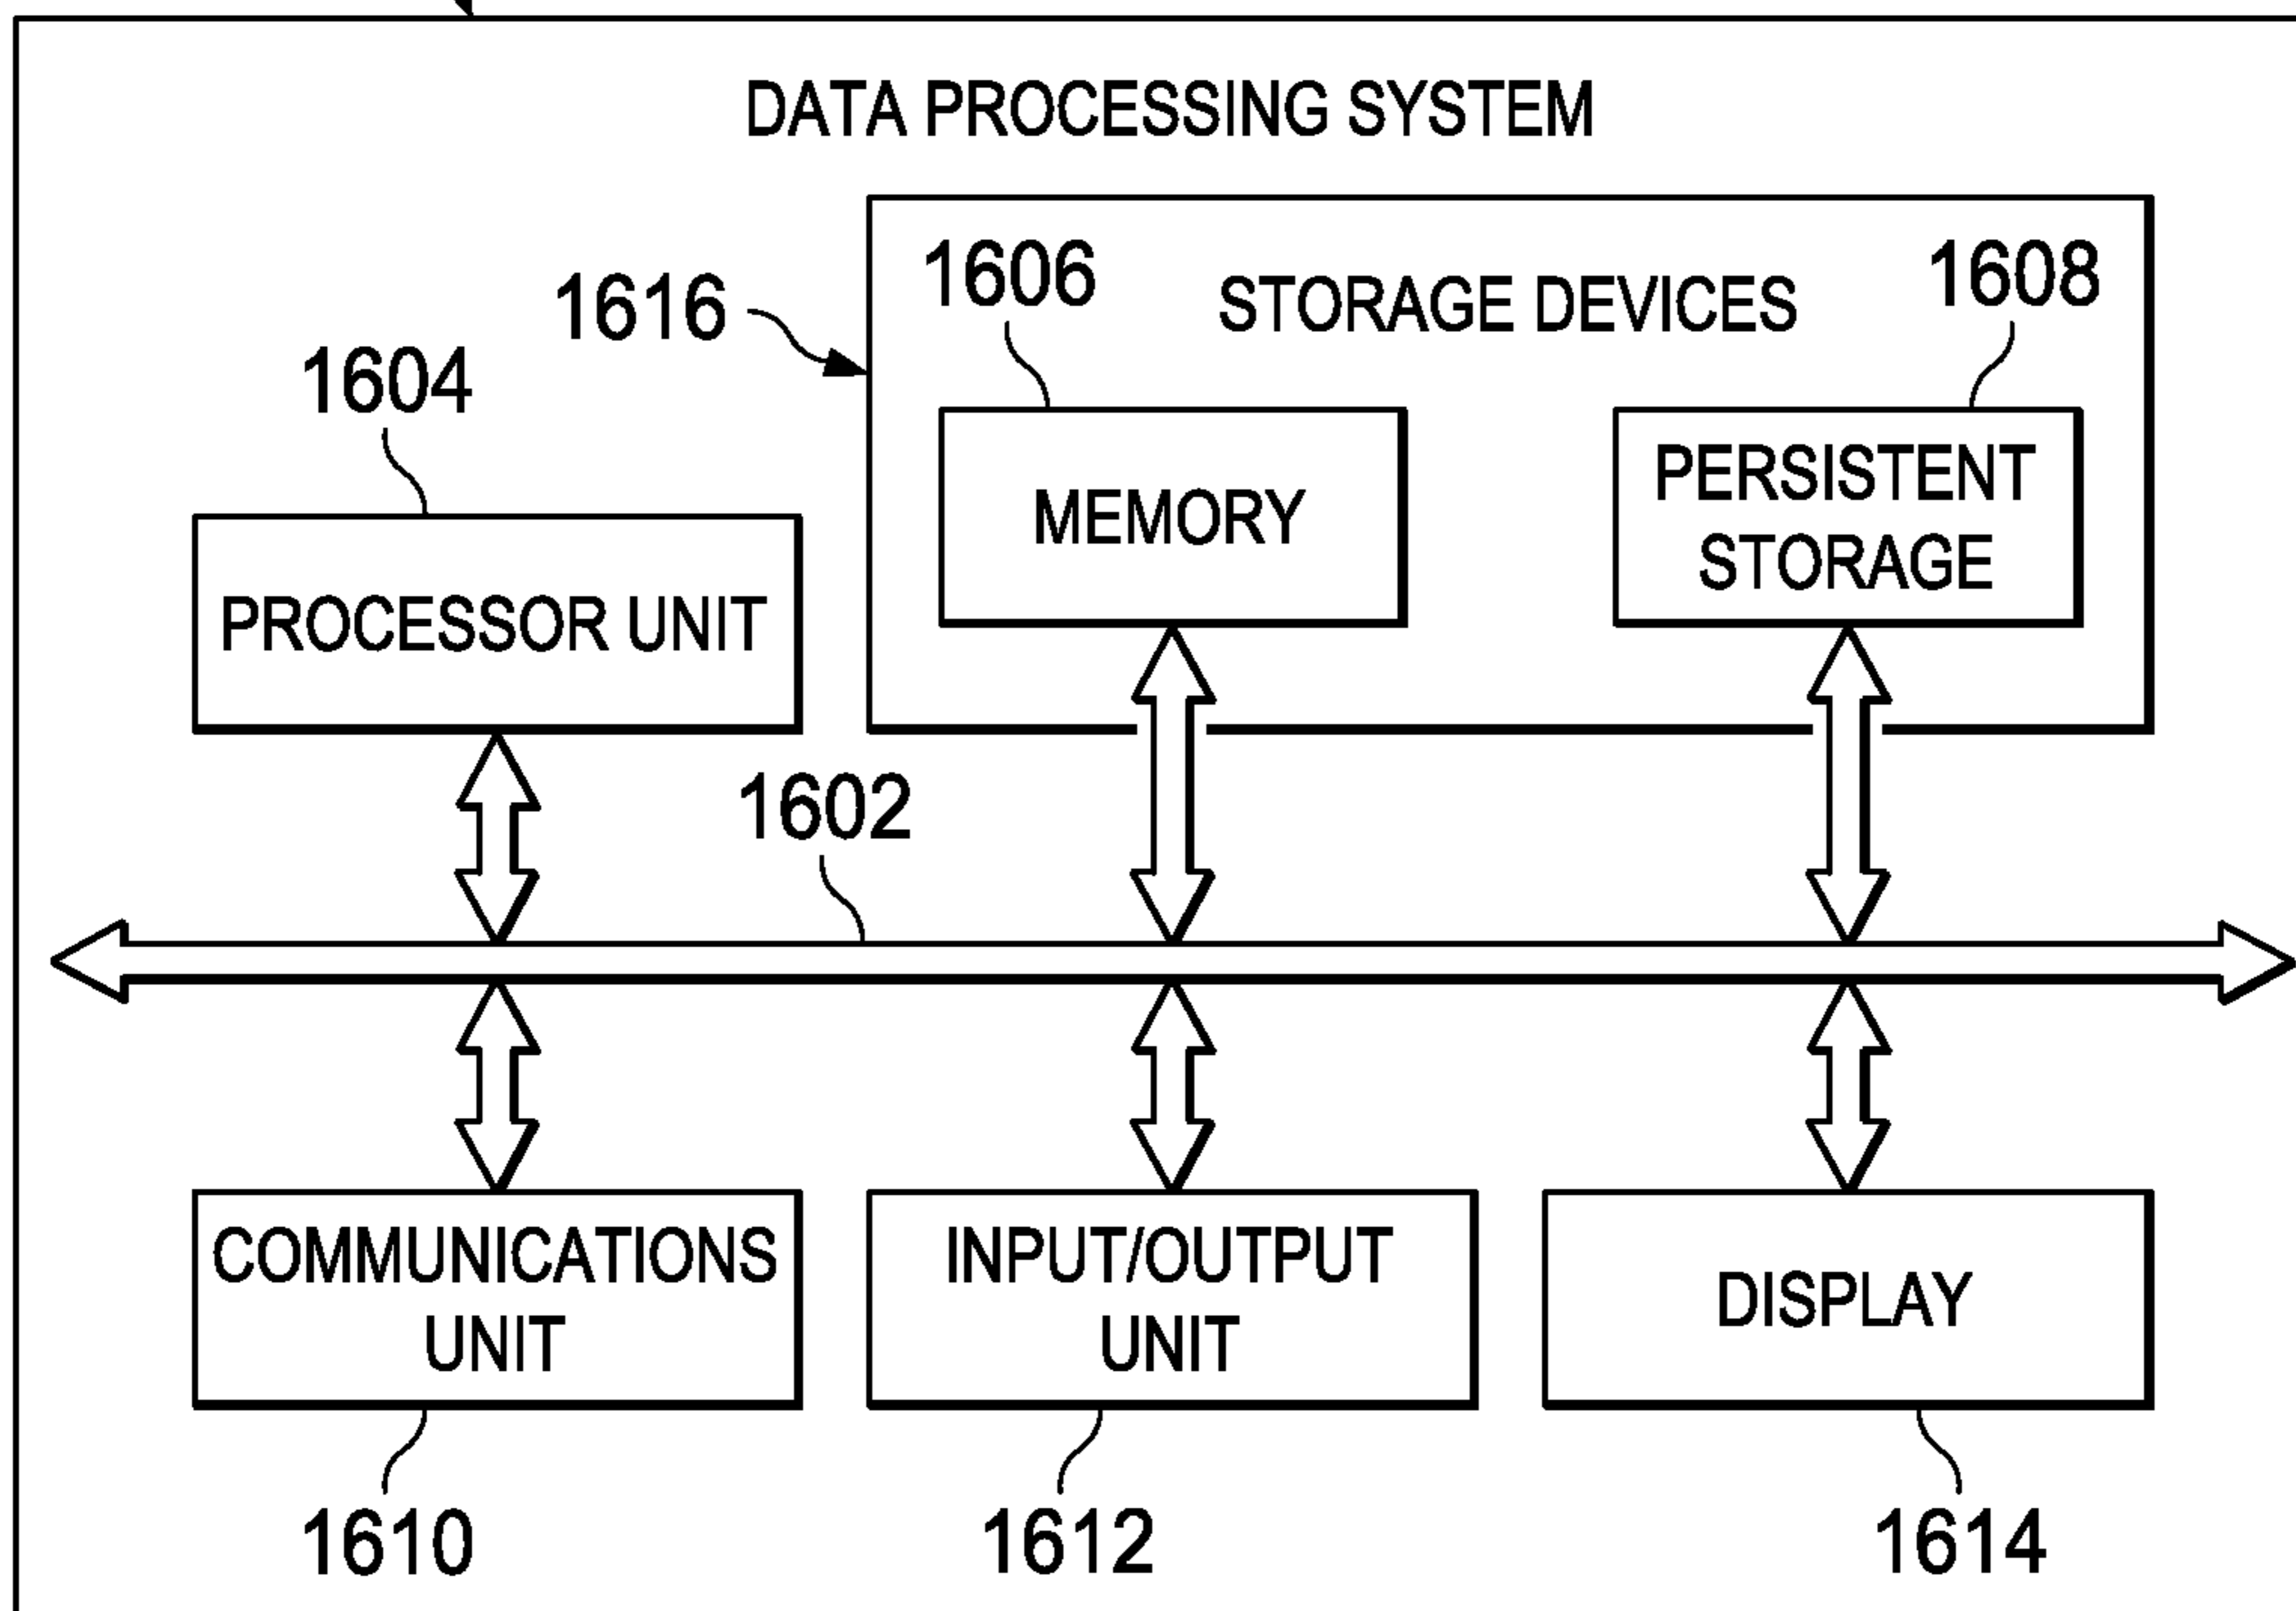 DATA PROCESSING SYSTEM
1616
1606
STORAGE DEVICES
1608
1604
MEMORY
PERSISTENT
STORAGE
PROCESSOR UNIT
1602
COMMUNICATIONS
UNIT
INPUT/OUTPUT
UNIT
DISPLAY
1610
1612
1614